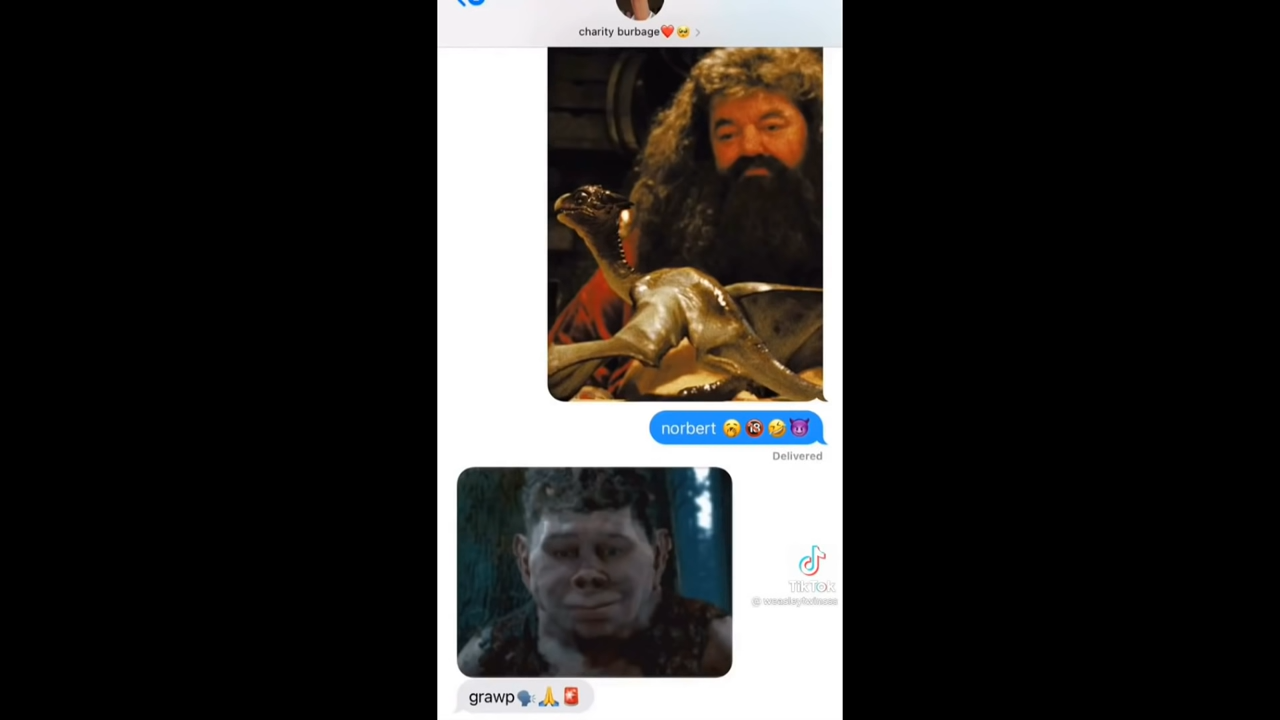 charity burbage❤️🥹 >
norbert 🥱🔞🤣😈
Delivered
TikTok
grawp🗣️🙏🚨